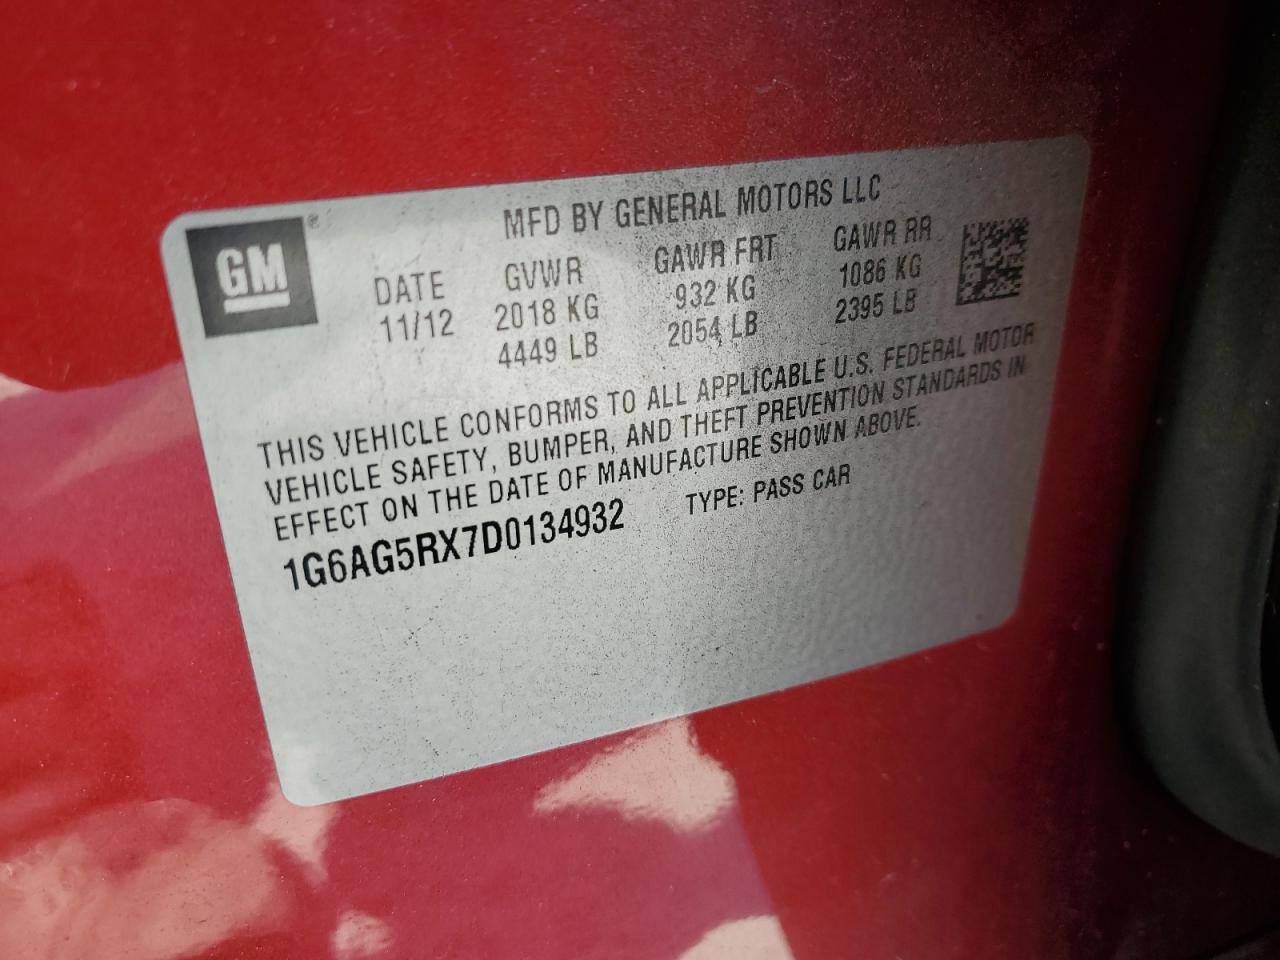 GM®
MFD BY GENERAL MOTORS LLC
DATE GVWR GAWR FRT GAWR RR
11/12 2018 KG 932 KG 1086 KG
4449 LB 2054 LB 2395 LB
THIS VEHICLE CONFORMS TO ALL APPLICABLE U.S. FEDERAL MOTOR
VEHICLE SAFETY, BUMPER, AND THEFT PREVENTION STANDARDS IN
EFFECT ON THE DATE OF MANUFACTURE SHOWN ABOVE.
1G6AG5RX7D0134932 TYPE: PASS CAR